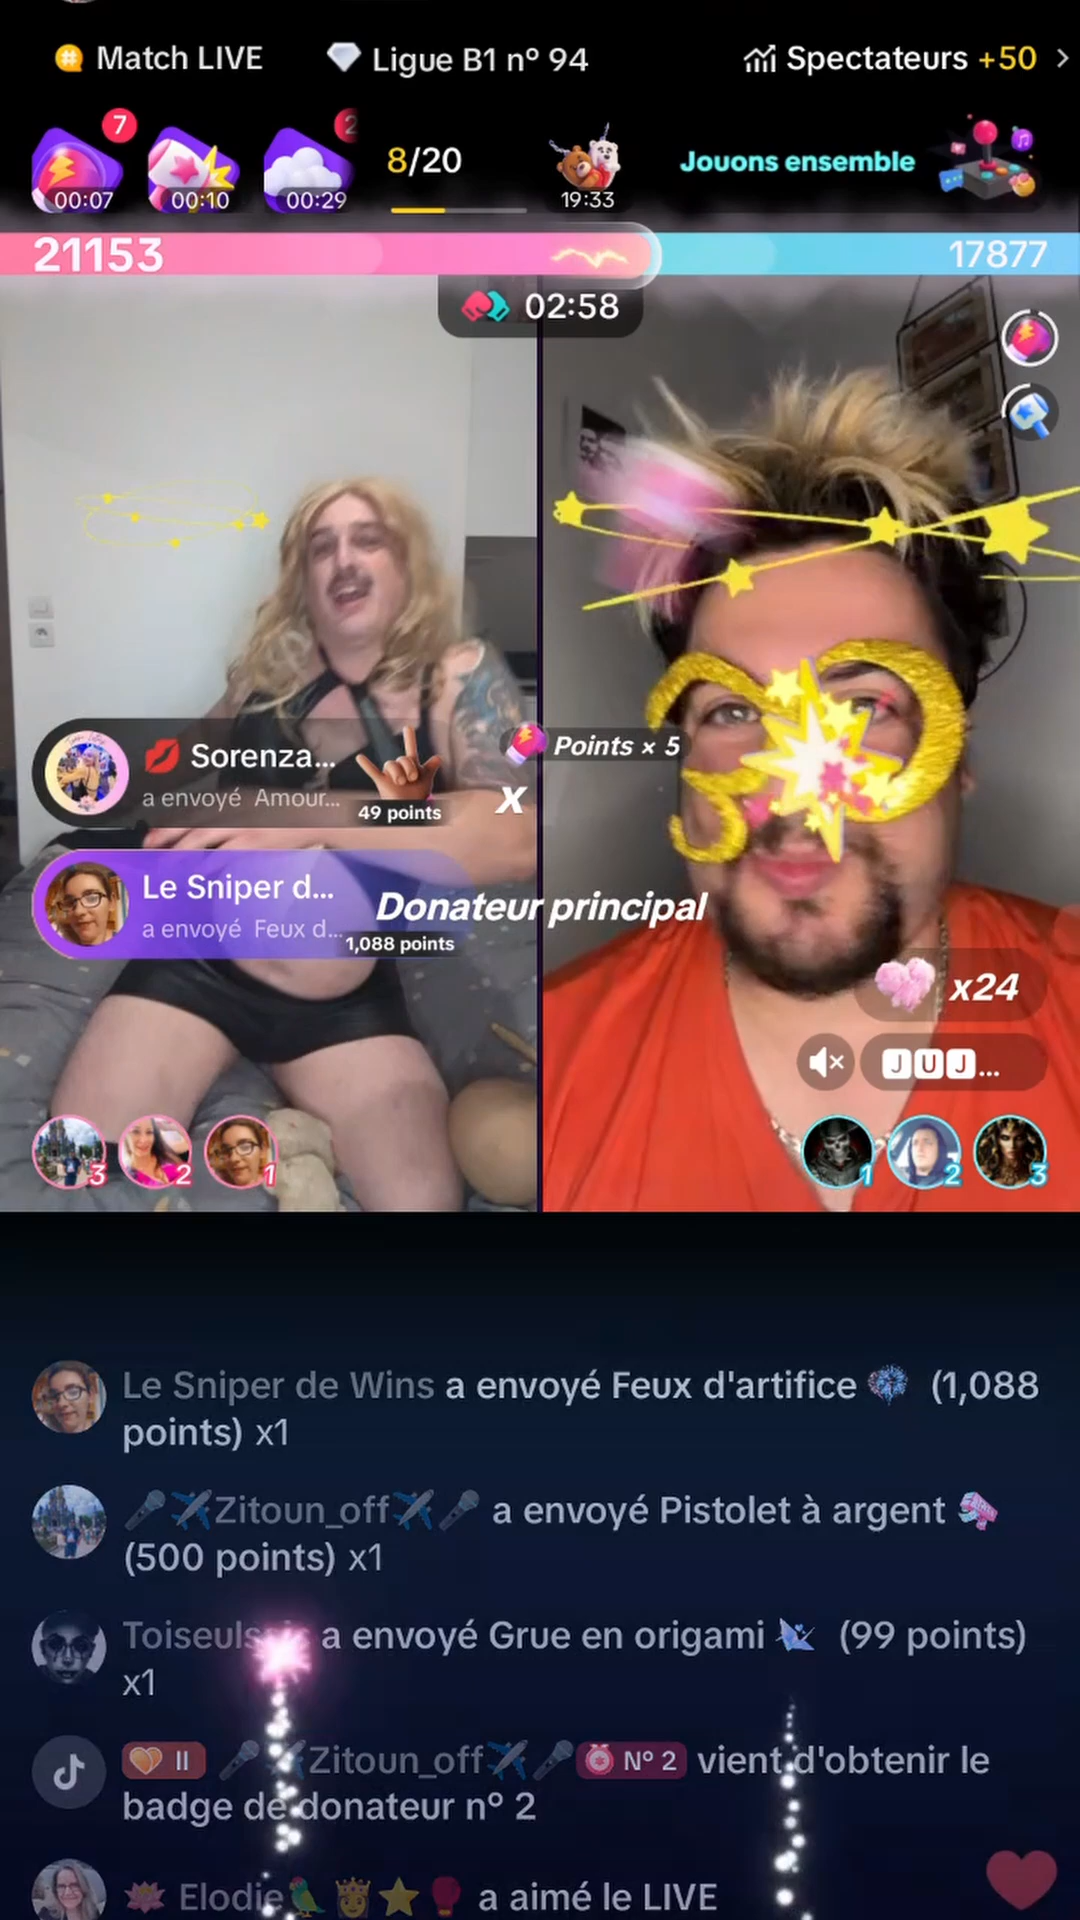 Match LIVE
Ligue B1 nº 94
Spectateurs +50
7
2
00:07
00:10
00:29
8/20
19:33
Jouons ensemble
21153
17877
02:58
Sorenza...
a envoyé Amour...
49 points
x
Points × 5
Le Sniper d...
a envoyé Feux d...
1,088 points
Donateur principal
x24
JUJ...
3
2
1
1
2
3
Le Sniper de Wins a envoyé Feux d'artifice (1,088
points) x1
Zitoun_off a envoyé Pistolet à argent
(500 points) x1
a envoyé Grue en origami (99 points)
x1
II Zitoun_off Nº 2 vient d'obtenir le
badge de donateur nº 2
Elodie a aimé le LIVE